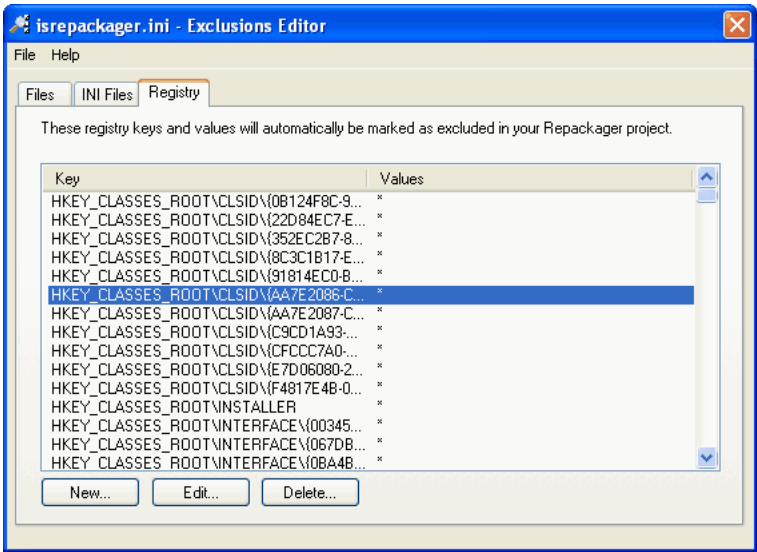 isrepackager.ini - Exclusions Editor
File Help
Files INI Files Registry
These registry keys and values will automatically be marked as excluded in your Repackager project.
Key Values
HKEY_CLASSES_ROOT\CLSID\{0B124F8C-9... *
HKEY_CLASSES_ROOT\CLSID\{22D84EC7-E... *
HKEY_CLASSES_ROOT\CLSID\{352EC2B7-8... *
HKEY_CLASSES_ROOT\CLSID\{8C3C1B17-E... *
HKEY_CLASSES_ROOT\CLSID\{91814EC0-B... *
HKEY_CLASSES_ROOT\CLSID\{AA7E2086-C... *
HKEY_CLASSES_ROOT\CLSID\{AA7E2087-C... *
HKEY_CLASSES_ROOT\CLSID\{C9CD1A93-... *
HKEY_CLASSES_ROOT\CLSID\{CFCCC7A0-... *
HKEY_CLASSES_ROOT\CLSID\{E7D06080-2... *
HKEY_CLASSES_ROOT\CLSID\{F4817E4B-0... *
HKEY_CLASSES_ROOT\INSTALLER *
HKEY_CLASSES_ROOT\INTERFACE\{00345... *
HKEY_CLASSES_ROOT\INTERFACE\{067DB... *
HKEY_CLASSES_ROOT\INTERFACE\{0BA4B... *
New... Edit... Delete...